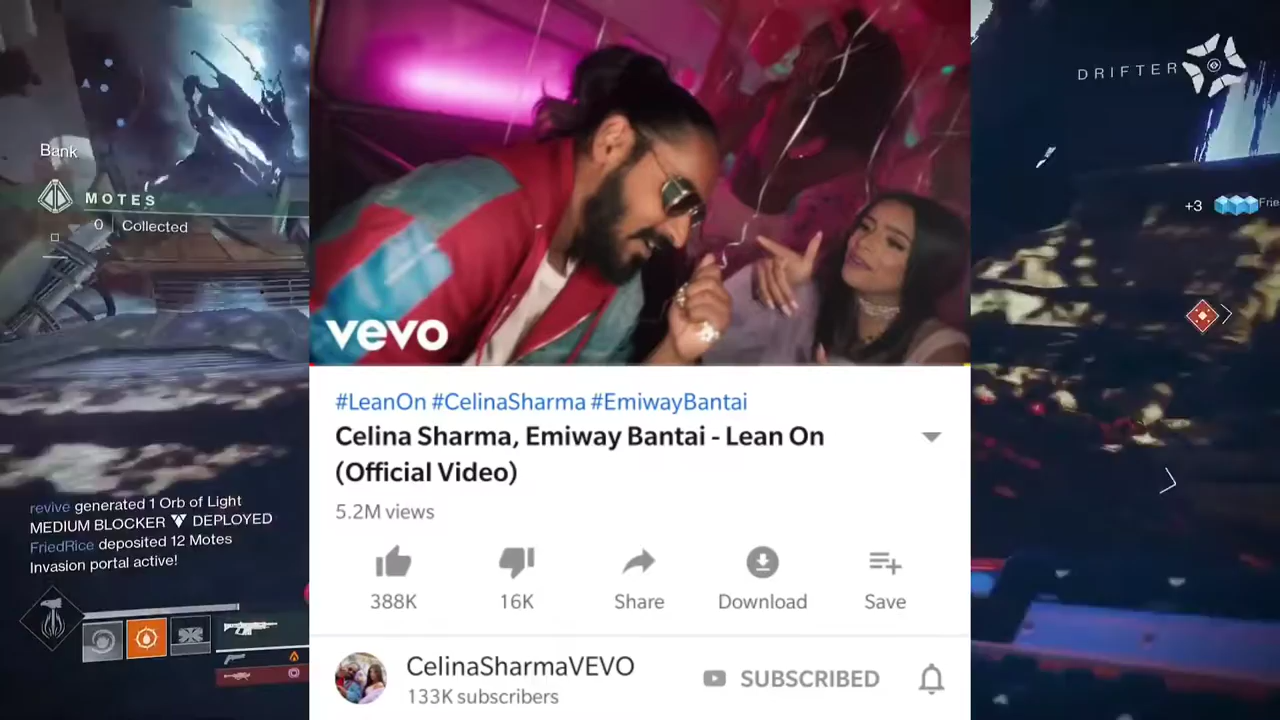 Bank
MOTES
0 Collected
revive generated 1 Orb of Light
MEDIUM BLOCKER DEPLOYED
FriedRice deposited 12 Motes
Invasion portal active!
vevo
#LeanOn #CelinaSharma #EmiwayBantai
Celina Sharma, Emiway Bantai - Lean On
(Official Video)
5.2M views
388K 16K Share Download Save
CelinaSharmaVEVO
133K subscribers
SUBSCRIBED
DRIFTER
+3 Frie